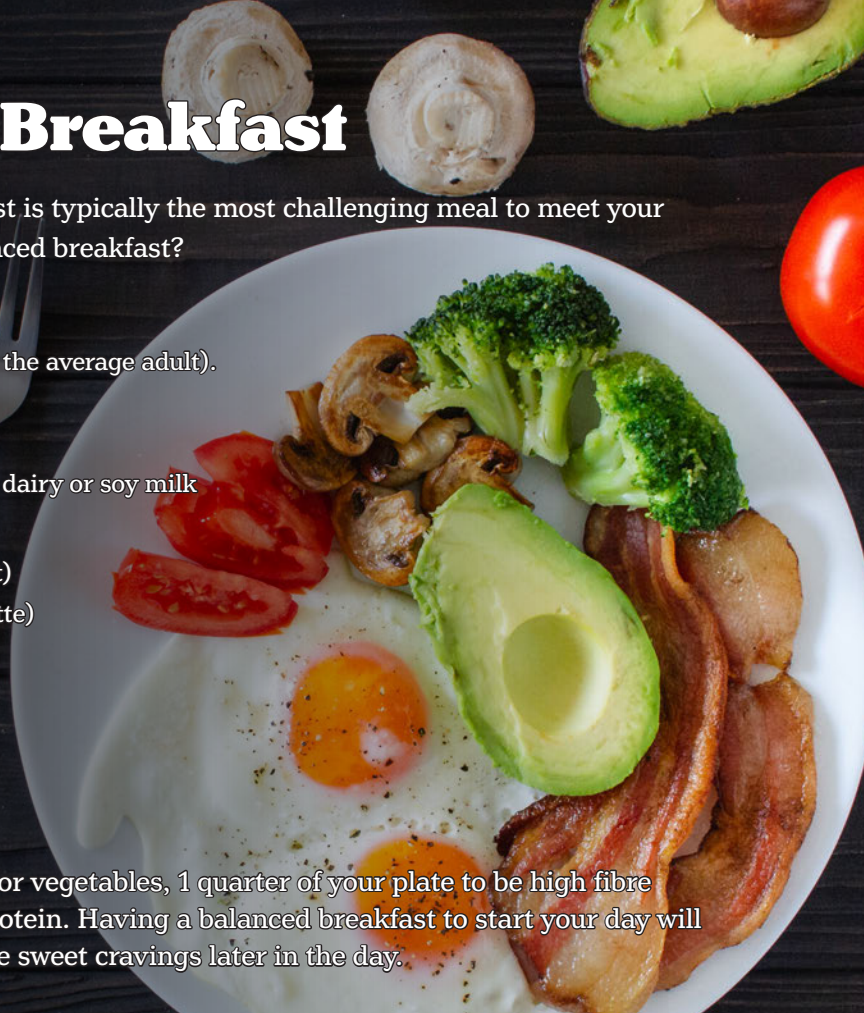 Breakfast
st is typically the most challenging meal to meet your
nced breakfast?
the average adult).
dairy or soy milk
t)
tte)
or vegetables, 1 quarter of your plate to be high fibre
otein. Having a balanced breakfast to start your day will
e sweet cravings later in the day.